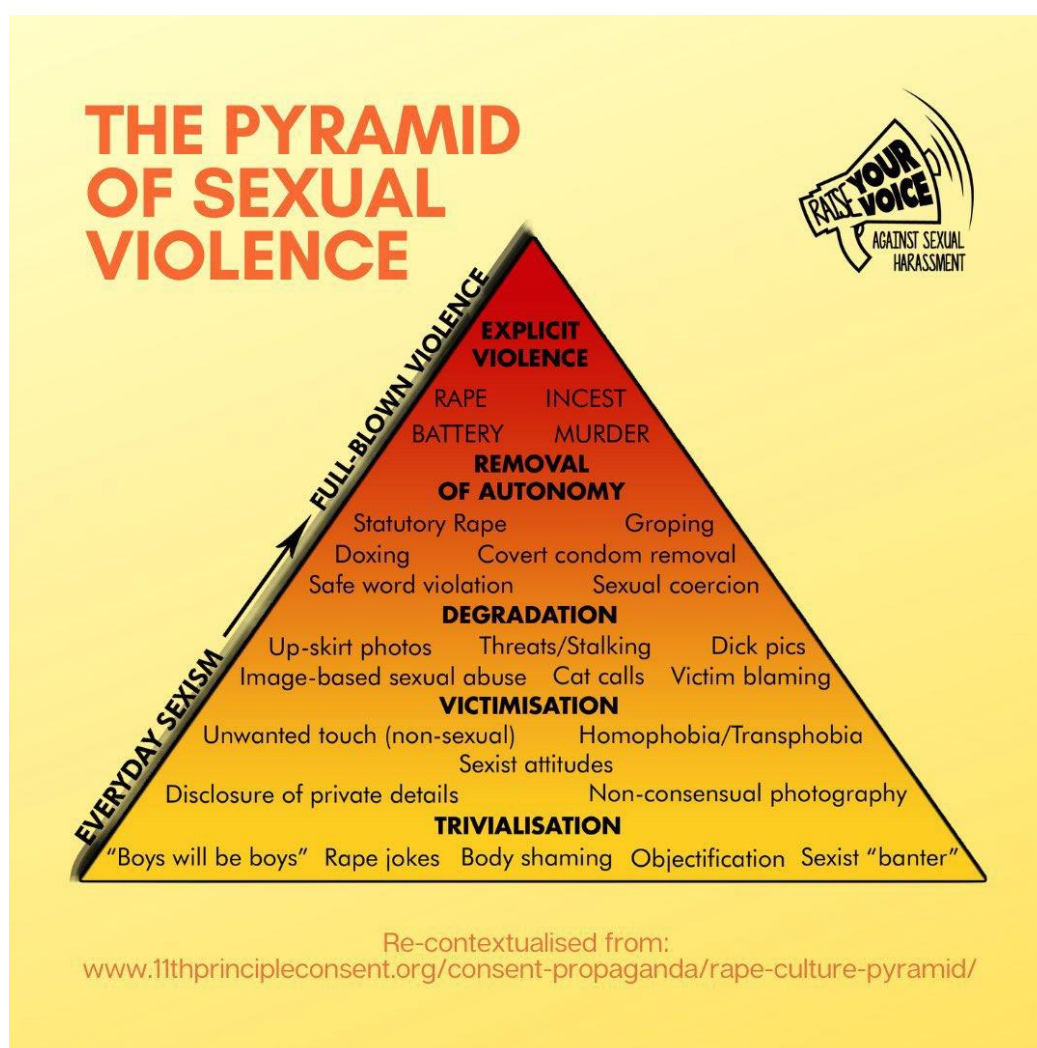 THE PYRAMID
OF SEXUAL
VIOLENCE
RAISE YOUR
VOICE
AGAINST SEXUAL
HARASSMENT
EVERYDAY SEXISM
FULL-BLOWN VIOLENCE
EXPLICIT
VIOLENCE
RAPE INCEST
BATTERY MURDER
REMOVAL
OF AUTONOMY
Statutory Rape Groping
Doxing Covert condom removal
Safe word violation Sexual coercion
DEGRADATION
Up-skirt photos Threats/Stalking Dick pics
Image-based sexual abuse Cat calls Victim blaming
VICTIMISATION
Unwanted touch (non-sexual) Homophobia/Transphobia
Sexist attitudes
Disclosure of private details Non-consensual photography
TRIVIALISATION
"Boys will be boys" Rape jokes Body shaming Objectification Sexist "banter"
Re-contextualised from:
www.11thprincipleconsent.org/consent-propaganda/rape-culture-pyramid/